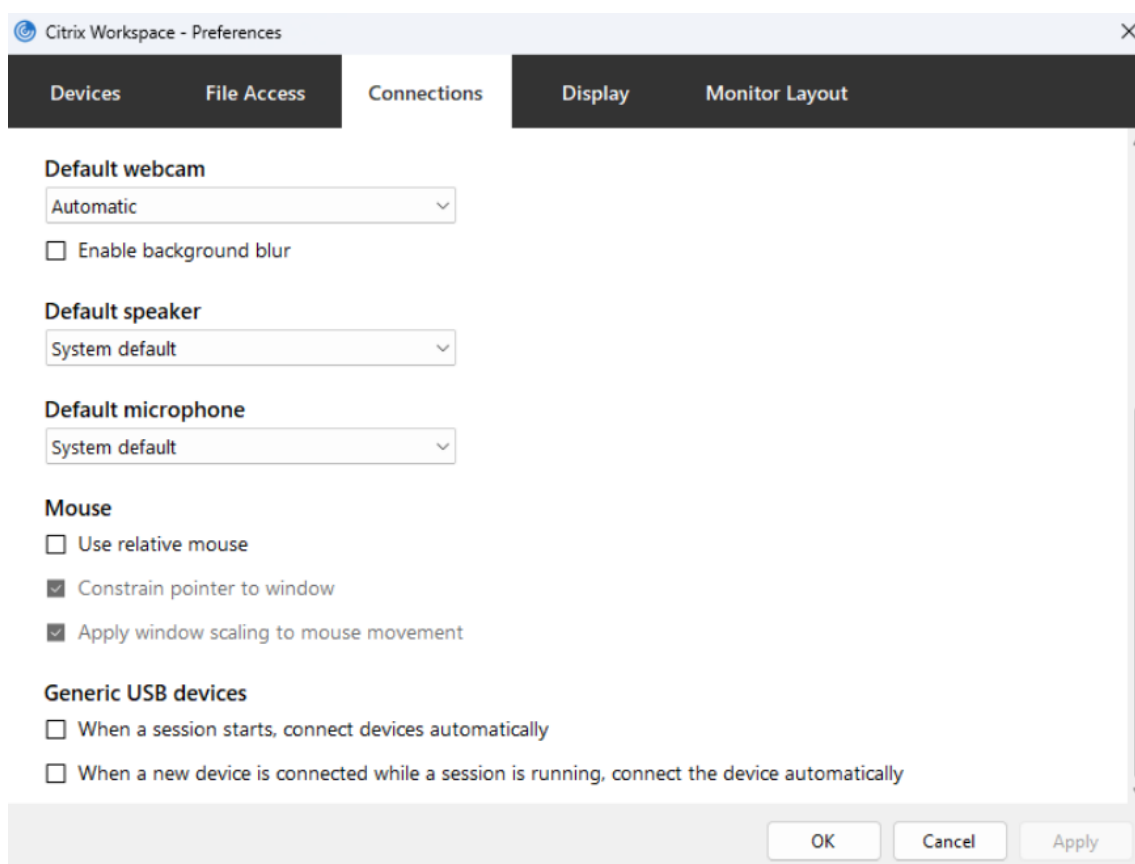 Citrix Workspace - Preferences
Devices File Access Connections Display Monitor Layout
Default webcam
Automatic
Enable background blur
Default speaker
System default
Default microphone
System default
Mouse
Use relative mouse
Constrain pointer to window
Apply window scaling to mouse movement
Generic USB devices
When a session starts, connect devices automatically
When a new device is connected while a session is running, connect the device automatically
OK Cancel Apply